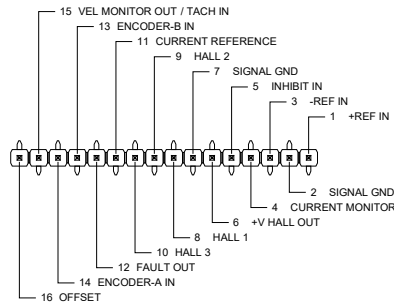 15 VEL MONITOR OUT / TACH IN
13 ENCODER-B IN
11 CURRENT REFERENCE
9 HALL 2
7 SIGNAL GND
5 INHIBIT IN
3 -REF IN
1 +REF IN
2 SIGNAL GND
4 CURRENT MONITOR
6 +V HALL OUT
8 HALL 1
10 HALL 3
12 FAULT OUT
14 ENCODER-A IN
16 OFFSET